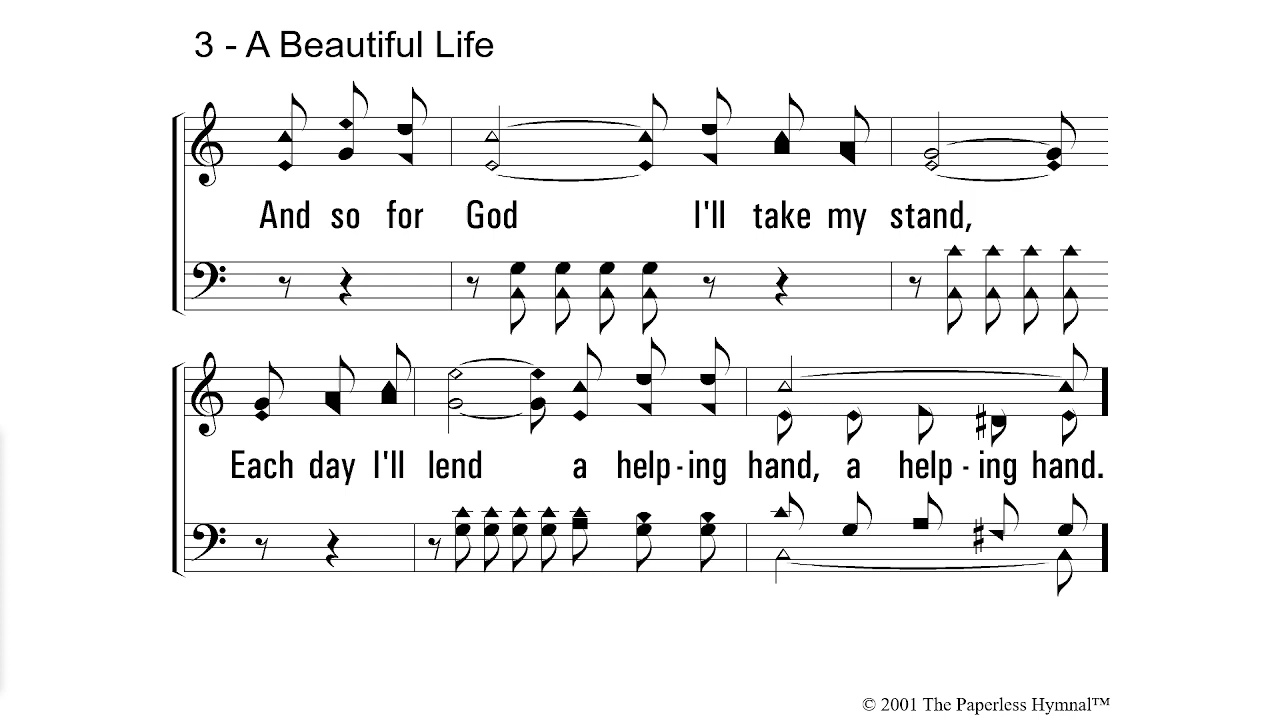 3 - A Beautiful Life
And so for God I'll take my stand,
Each day I'll lend a help - ing hand, a help - ing hand.
© 2001 The Paperless Hymnal™